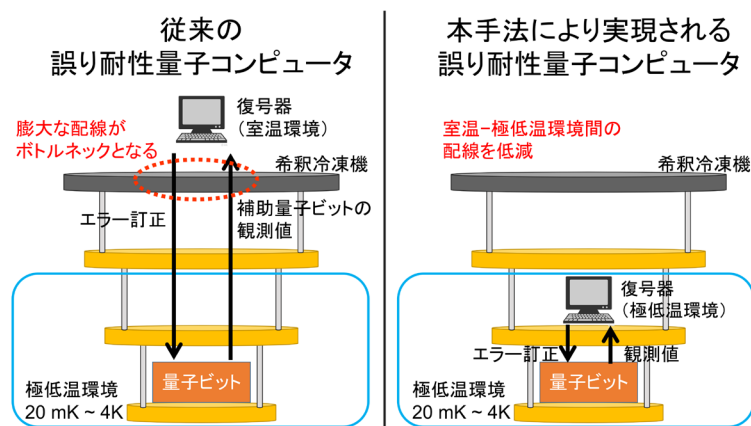 従来の
誤り耐性量子コンピュータ
膨大な配線が
ボトルネックとなる
復号器
(室温環境)
希釈冷凍機
エラー訂正
補助量子ビットの
観測値
量子ビット
極低温環境
20 mK ~ 4K
本手法により実現される
誤り耐性量子コンピュータ
室温−極低温環境間の
配線を低減
希釈冷凍機
復号器
(極低温環境)
エラー訂正
観測値
量子ビット
極低温環境
20 mK ~ 4K